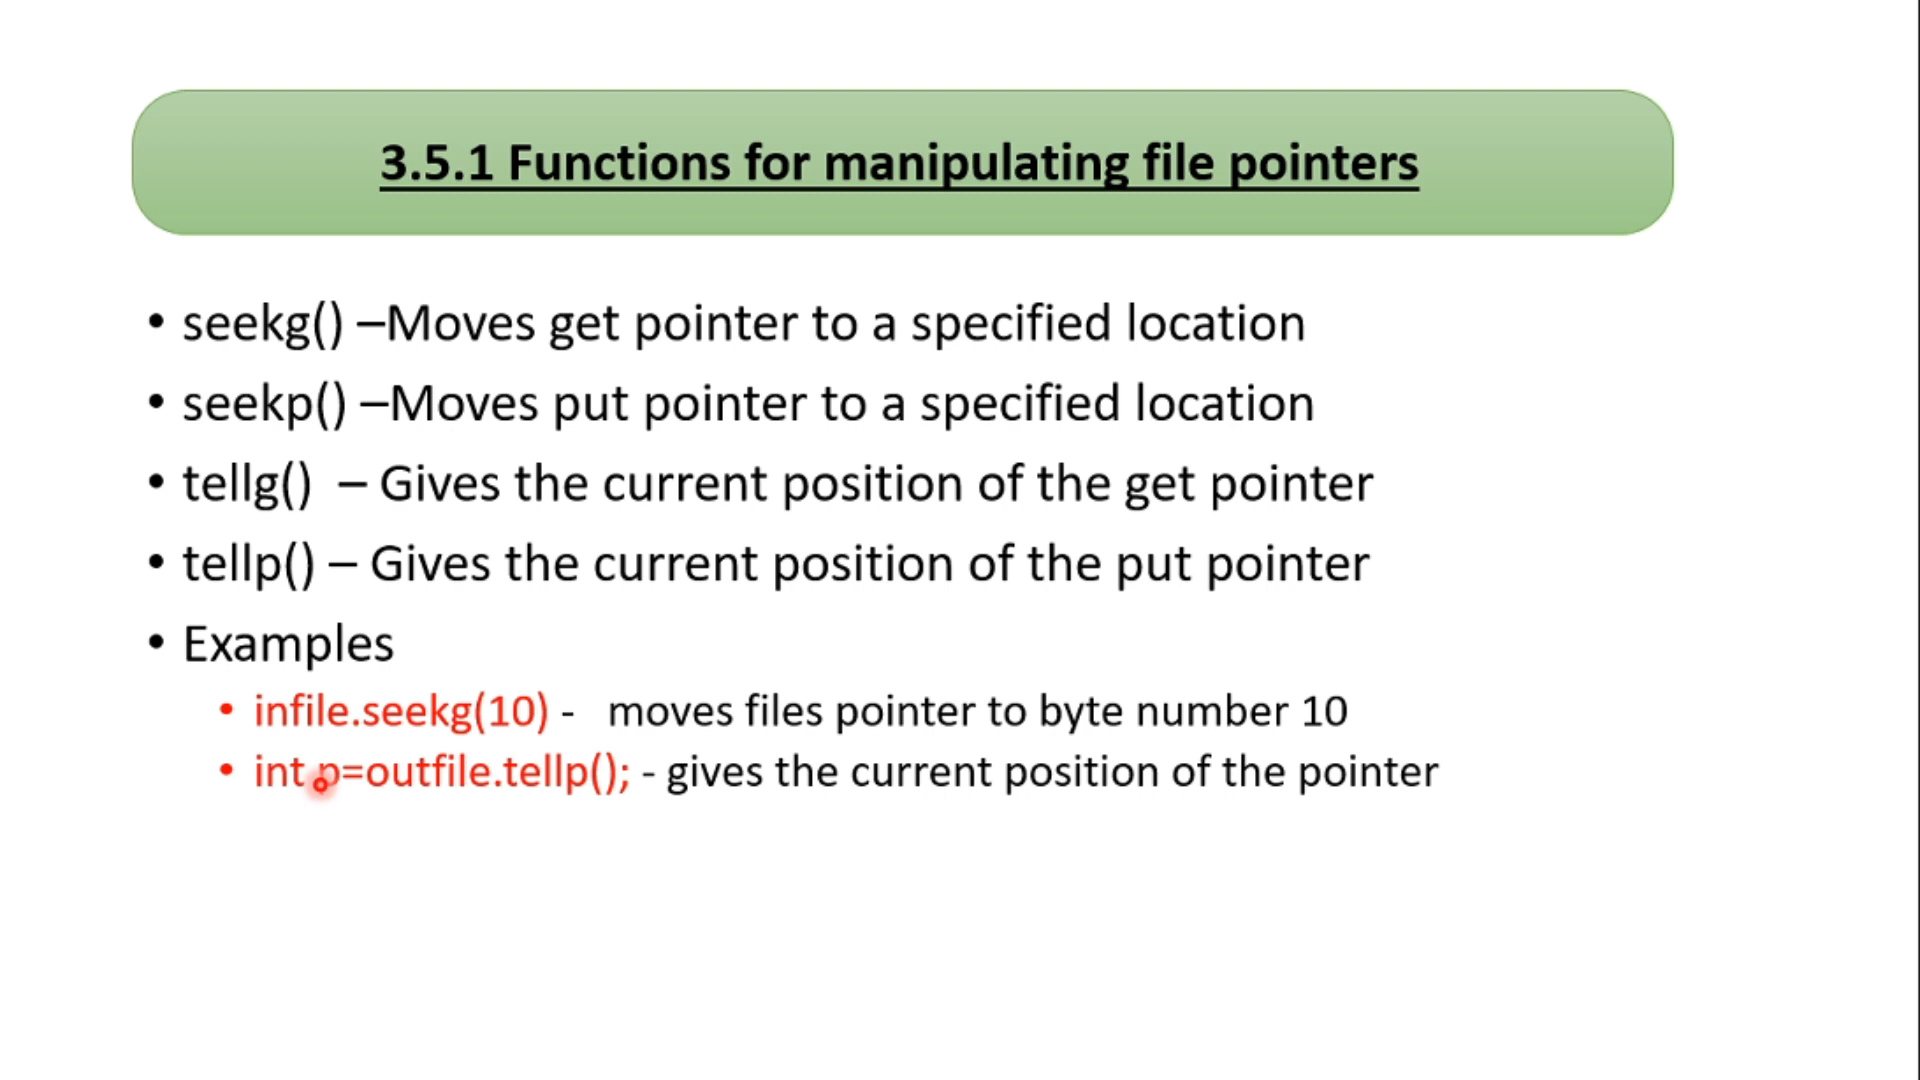 3.5.1 Functions for manipulating file pointers
• seekg() –Moves get pointer to a specified location
• seekp() –Moves put pointer to a specified location
• tellg()  – Gives the current position of the get pointer
• tellp() – Gives the current position of the put pointer
• Examples
• infile.seekg(10) -   moves files pointer to byte number 10
• int p=outfile.tellp(); - gives the current position of the pointer